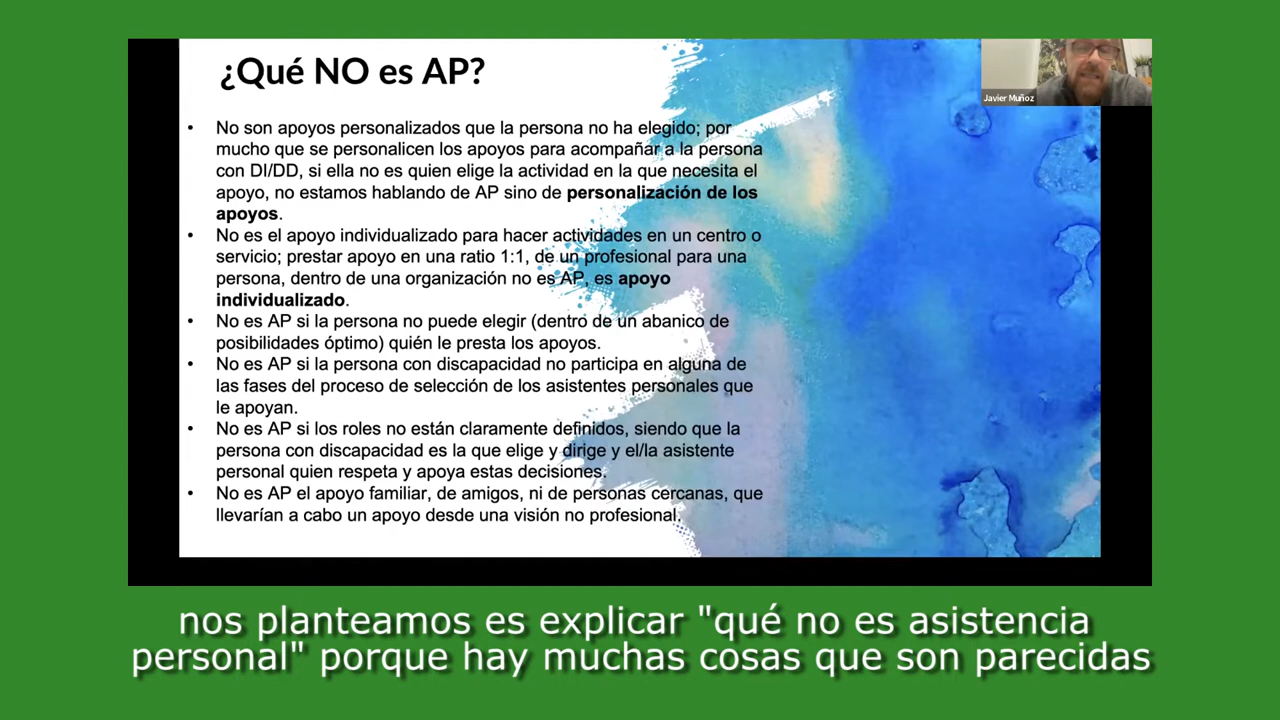 ¿Qué NO es AP?
Javier Muñoz
• No son apoyos personalizados que la persona no ha elegido; por
mucho que se personalicen los apoyos para acompañar a la persona
con DI/DD, si ella no es quien elige la actividad en la que necesita el
apoyo, no estamos hablando de AP sino de personalización de los
apoyos.
• No es el apoyo individualizado para hacer actividades en un centro o
servicio; prestar apoyo en una ratio 1:1, de un profesional para una
persona, dentro de una organización no es AP, es apoyo
individualizado.
• No es AP si la persona no puede elegir (dentro de un abanico de
posibilidades óptimo) quién le presta los apoyos.
• No es AP si la persona con discapacidad no participa en alguna de
las fases del proceso de selección de los asistentes personales que
le apoyan.
• No es AP si los roles no están claramente definidos, siendo que la
persona con discapacidad es la que elige y dirige y el/la asistente
personal quien respeta y apoya estas decisiones.
• No es AP el apoyo familiar, de amigos, ni de personas cercanas, que
llevarían a cabo un apoyo desde una visión no profesional.
nos planteamos es explicar "qué no es asistencia
personal" porque hay muchas cosas que son parecidas